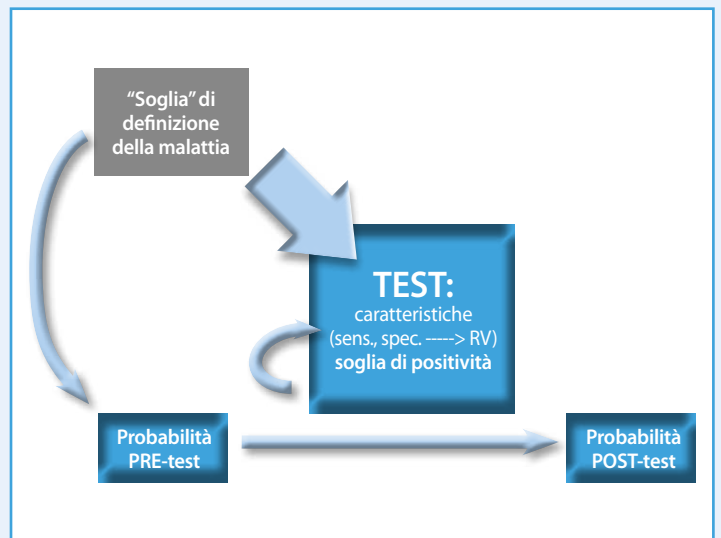 “Soglia” di
definizione
della malattia
TEST:
caratteristiche
(sens., spec. -----> RV)
soglia di positività
Probabilità
PRE-test
Probabilità
POST-test